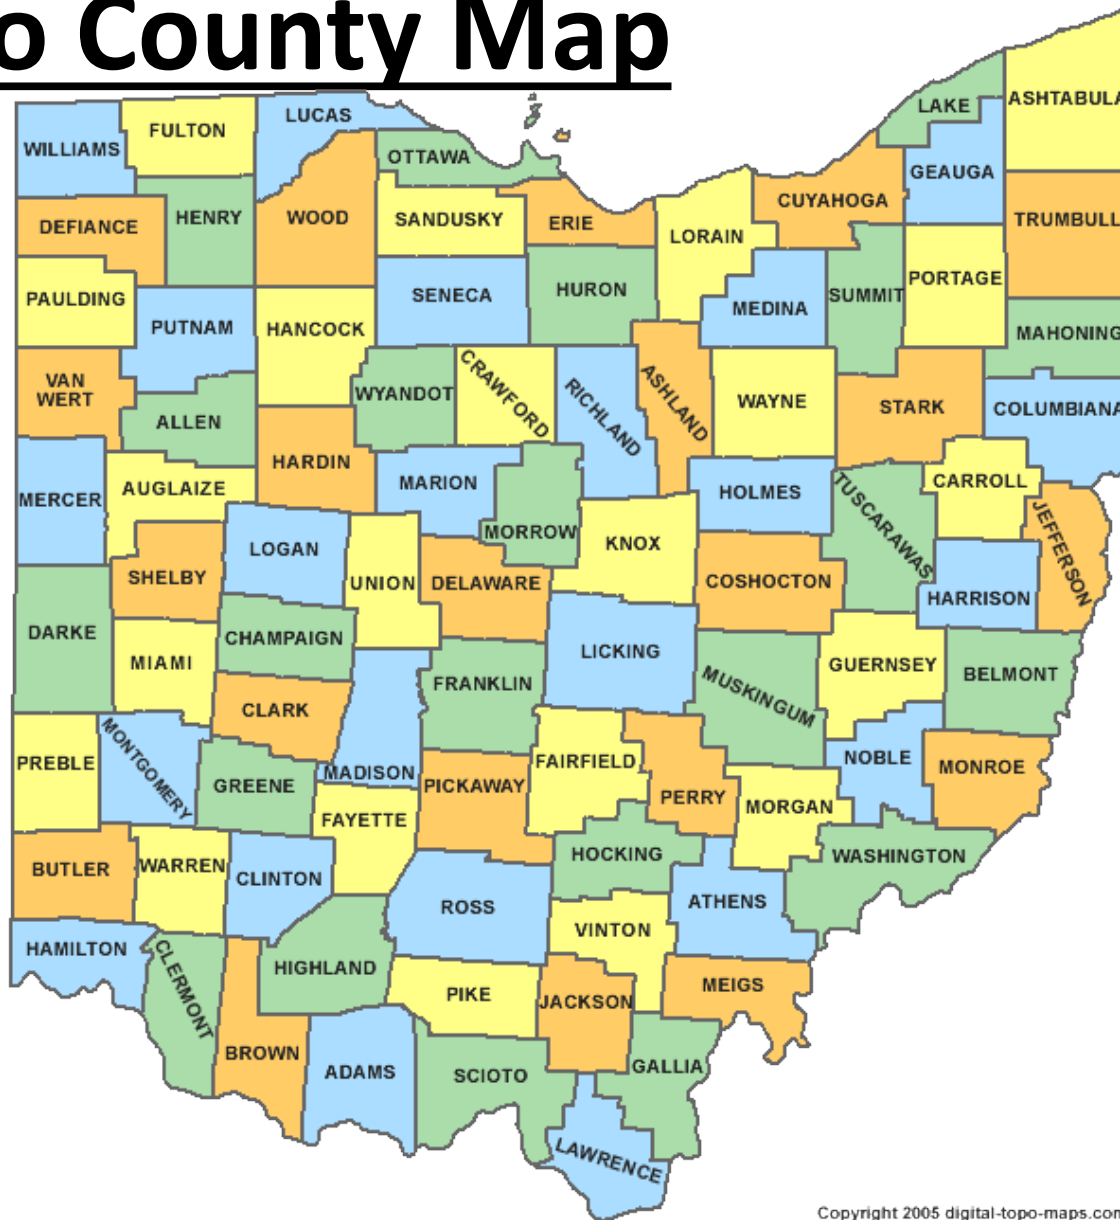 o County Map
LAKE
ASHTABULA
LUCAS
FULTON
WILLIAMS
OTTAWA
GEAUGA
CUYAHOGA
HENRY
WOOD
SANDUSKY
ERIE
DEFIANCE
LORAIN
TRUMBULL
PORTAGE
SENECA
HURON
SUMMIT
PAULDING
MEDINA
PUTNAM
HANCOCK
MAHONING
VAN
WERT
WYANDOT
CRAWFORD
RICHLAND
ASHLAND
WAYNE
STARK
COLUMBIANA
ALLEN
HARDIN
MARION
AUGLAIZE
MERCER
HOLMES
CARROLL
TUSCARAWAS
JEFFERSON
MORROW
KNOX
LOGAN
SHELBY
UNION
DELAWARE
COSHOCTON
HARRISON
DARKE
CHAMPAIGN
LICKING
MIAMI
GUERNSEY
BELMONT
FRANKLIN
MUSKINGUM
CLARK
NOBLE
MONROE
PREBLE
MONTGOMERY
MADISON
FAIRFIELD
GREENE
PICKAWAY
PERRY
MORGAN
FAYETTE
HOCKING
WASHINGTON
BUTLER
WARREN
CLINTON
ROSS
ATHENS
VINTON
HAMILTON
CLERMONT
HIGHLAND
MEIGS
PIKE
JACKSON
BROWN
ADAMS
SCIOTO
GALLIA
LAWRENCE
Copyright 2005 digital-topo-maps.com